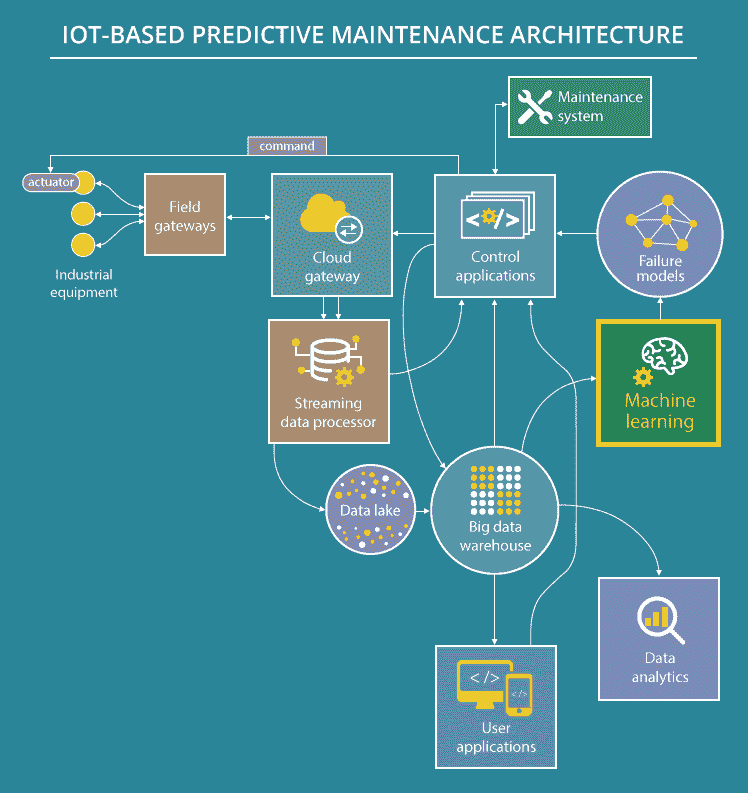 IOT-BASED PREDICTIVE MAINTENANCE ARCHITECTURE
Maintenance
system
command
actuator
Field
gateways
Industrial
equipment
Cloud
gateway
</>
Control
applications
Failure
models
Streaming
data processor
Machine
learning
Data lake
Big data
warehouse
Data
analytics
</>
</>
User
applications